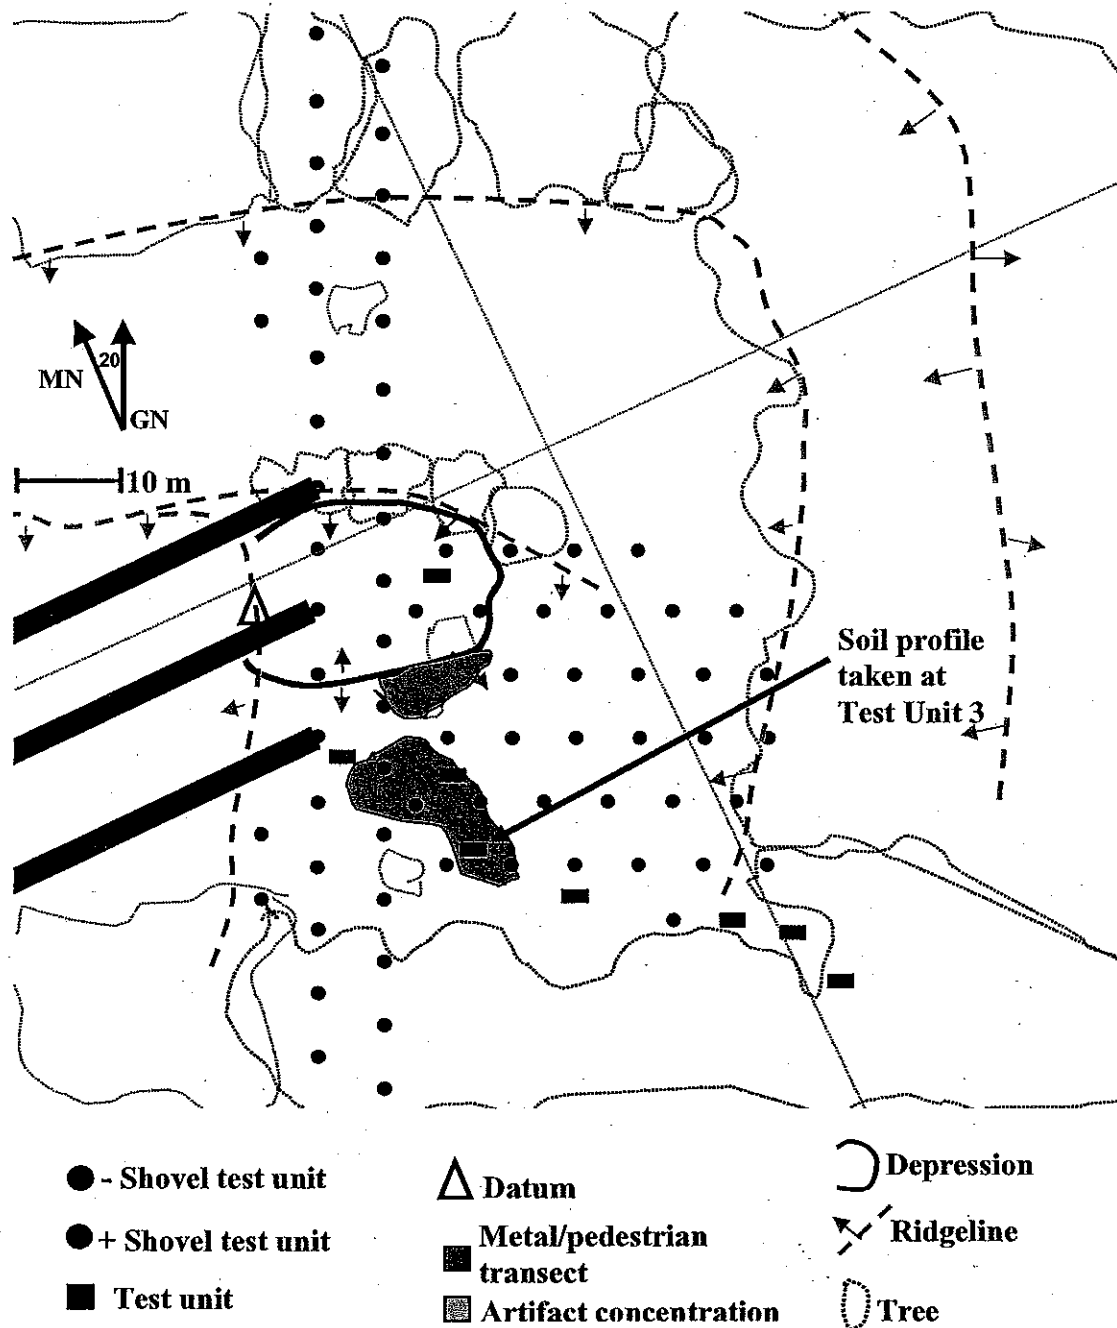 20
MN
GN
10 m
Soil profile
taken at
Test Unit 3
- Shovel test unit
+ Shovel test unit
Test unit
Datum
Metal/pedestrian
transect
Artifact concentration
Depression
Ridgeline
Tree